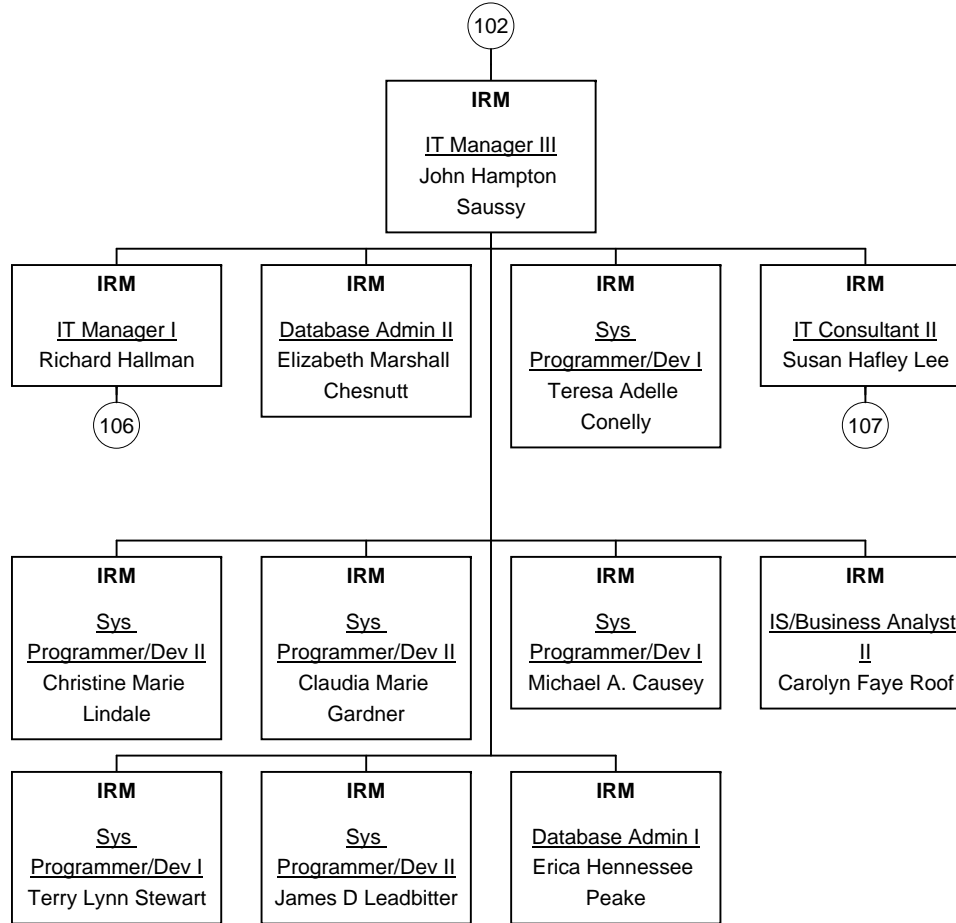 102
IRM
IT Manager III
John Hampton
Saussy
IRM
IT Manager I
Richard Hallman
106
IRM
Database Admin II
Elizabeth Marshall
Chesnutt
IRM
Sys
Programmer/Dev I
Teresa Adelle
Conelly
IRM
IT Consultant II
Susan Hafley Lee
107
IRM
Sys
Programmer/Dev II
Christine Marie
Lindale
IRM
Sys
Programmer/Dev II
Claudia Marie
Gardner
IRM
Sys
Programmer/Dev I
Michael A. Causey
IRM
IS/Business Analyst
II
Carolyn Faye Roof
IRM
Sys
Programmer/Dev I
Terry Lynn Stewart
IRM
Sys
Programmer/Dev II
James D Leadbitter
IRM
Database Admin I
Erica Hennessee
Peake